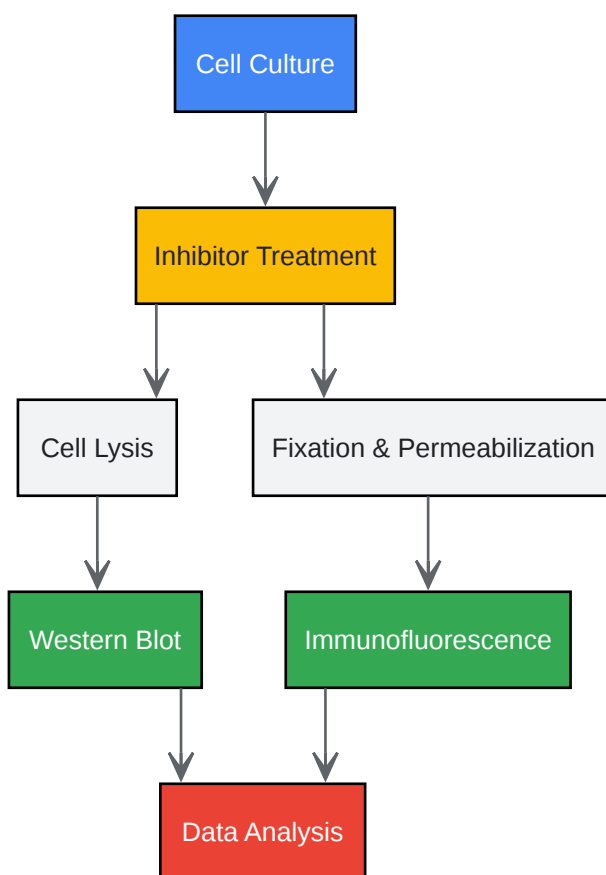 Cell Culture
Inhibitor Treatment
Cell Lysis
Fixation & Permeabilization
Western Blot
Immunofluorescence
Data Analysis